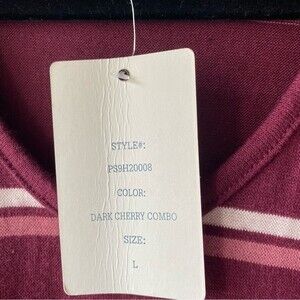 STYLE#:
PS9H20008
COLOR:
DARK CHERRY COMBO
SIZE:
L